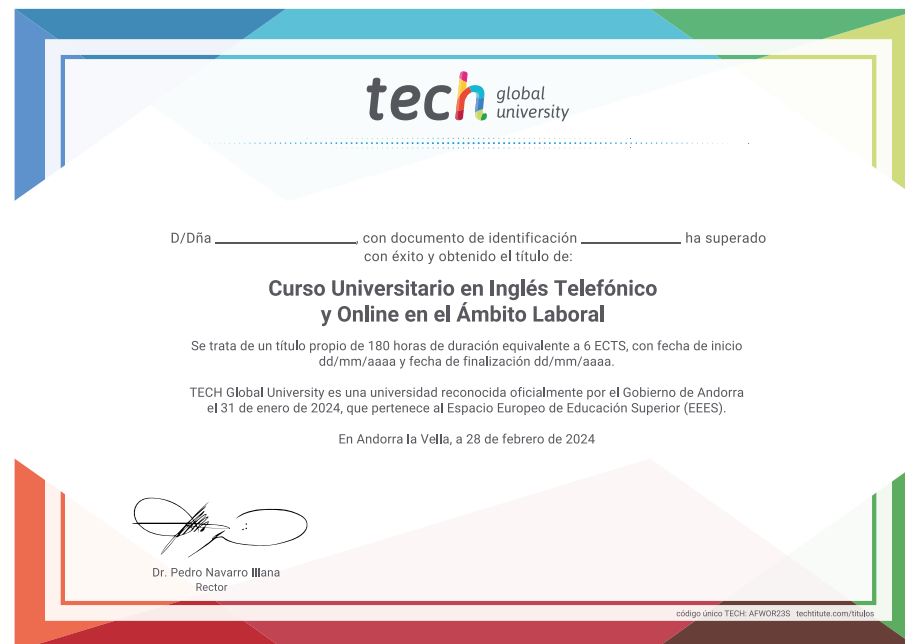 tech global university
D/Dña ______________________, con documento de identificación ______________ ha superado
con éxito y obtenido el título de:
Curso Universitario en Inglés Telefónico
y Online en el Ámbito Laboral
Se trata de un título propio de 180 horas de duración equivalente a 6 ECTS, con fecha de inicio
dd/mm/aaaa y fecha de finalización dd/mm/aaaa.
TECH Global University es una universidad reconocida oficialmente por el Gobierno de Andorra
el 31 de enero de 2024, que pertenece al Espacio Europeo de Educación Superior (EEES).
En Andorra la Vella, a 28 de febrero de 2024
Dr. Pedro Navarro Illana
Rector
código único TECH: AFWOR23S techtitute.com/titulos